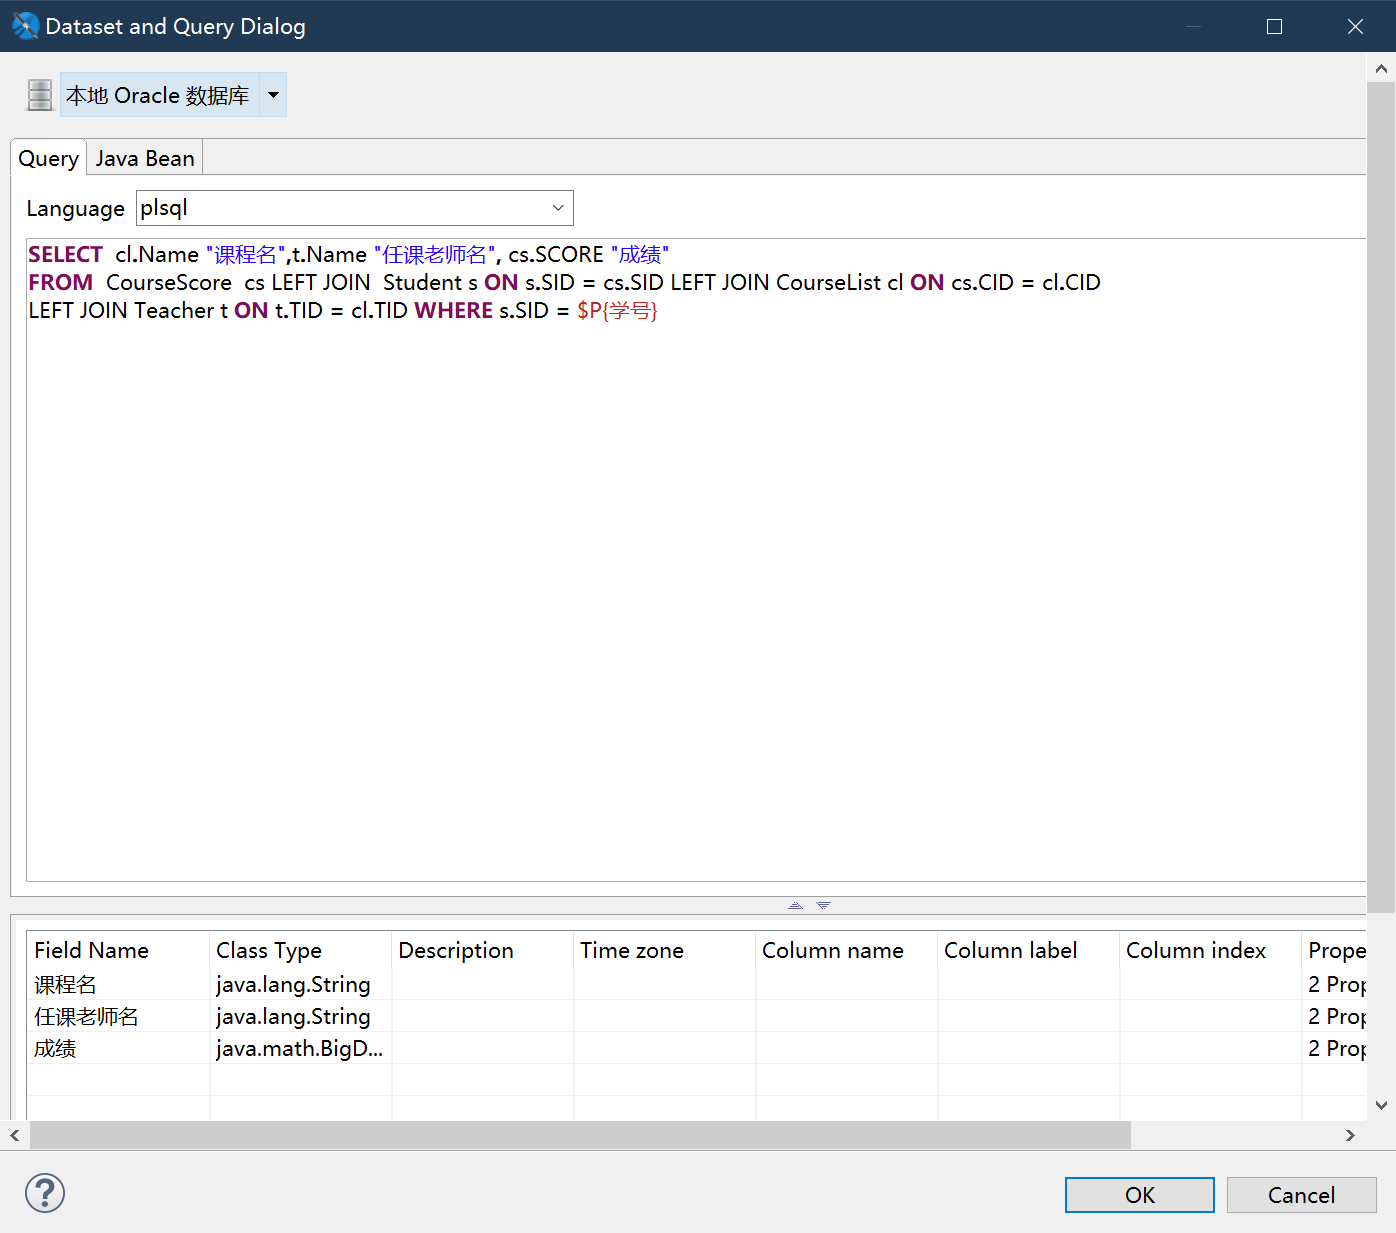 Dataset and Query Dialog
本地 Oracle 数据库
Query Java Bean
Language plsql
SELECT  cl.Name "课程名",t.Name "任课老师名", cs.SCORE "成绩"
FROM  CourseScore  cs LEFT JOIN  Student s ON s.SID = cs.SID LEFT JOIN CourseList cl ON cs.CID = cl.CID
LEFT JOIN Teacher t ON t.TID = cl.TID WHERE s.SID = $P{学号}
Field Name Class Type Description Time zone Column name Column label Column index Prope
课程名 java.lang.String 2 Prop
任课老师名 java.lang.String 2 Prop
成绩 java.math.BigD... 2 Prop
OK Cancel